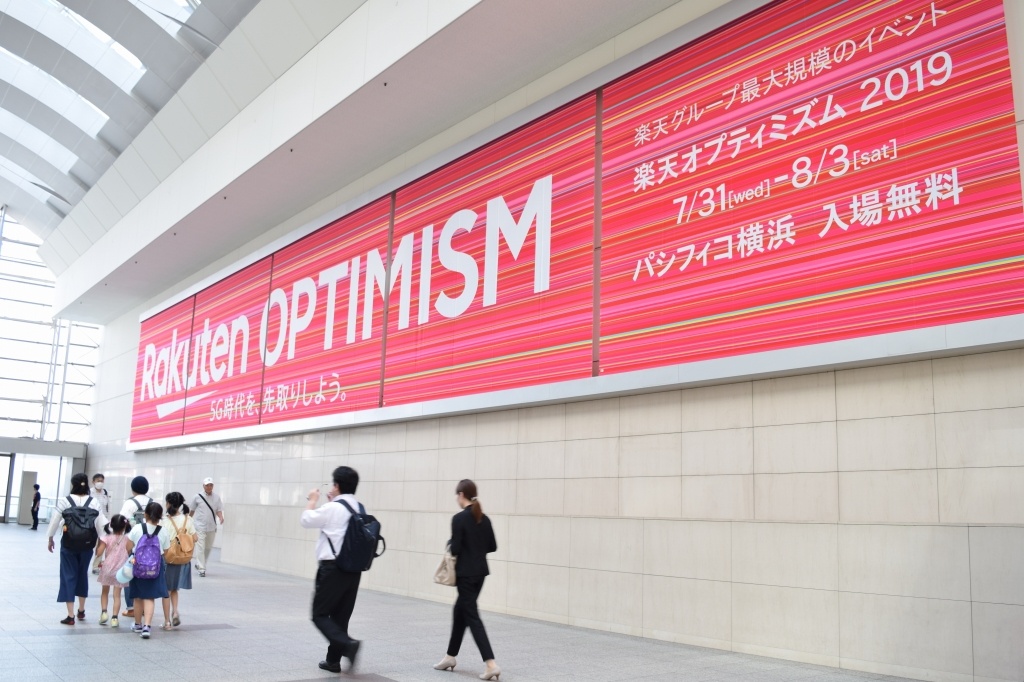 Rakuten OPTIMISM
5G時代を、先取りしよう。
楽天グループ最大規模のイベント
楽天オプティミズム 2019
7/31[wed]-8/3[sat]
パシフィコ横浜 入場無料